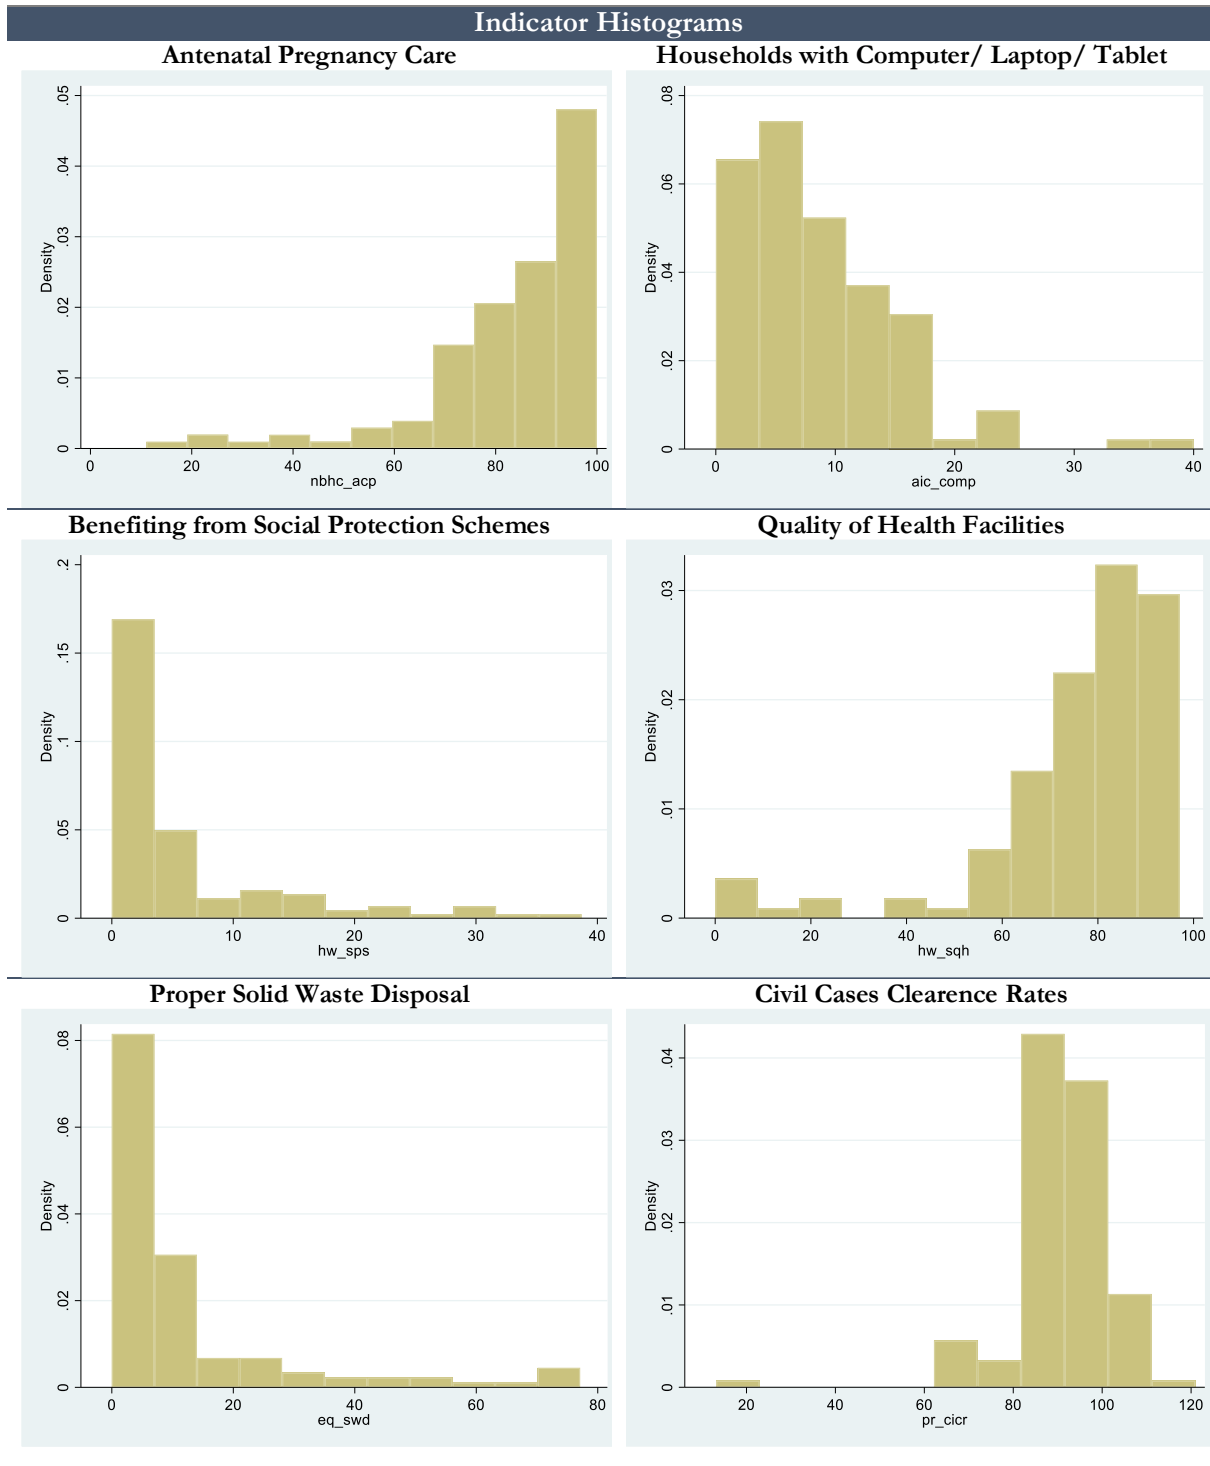 Indicator Histograms
Antenatal Pregnancy Care
Households with Computer/ Laptop/ Tablet
Density
0 .01 .02 .03 .04 .05
0 20 40 60 80 100
nbhc_acp
Density
0 .02 .04 .06 .08
0 10 20 30 40
aic_comp
Benefiting from Social Protection Schemes
Quality of Health Facilities
Density
0 .05 .1 .15 .2
0 10 20 30 40
hw_sps
Density
0 .01 .02 .03
0 20 40 60 80 100
hw_sqh
Proper Solid Waste Disposal
Civil Cases Clearence Rates
Density
0 .02 .04 .06 .08
0 20 40 60 80
eq_swd
Density
0 .01 .02 .03 .04
20 40 60 80 100 120
pr_cicr